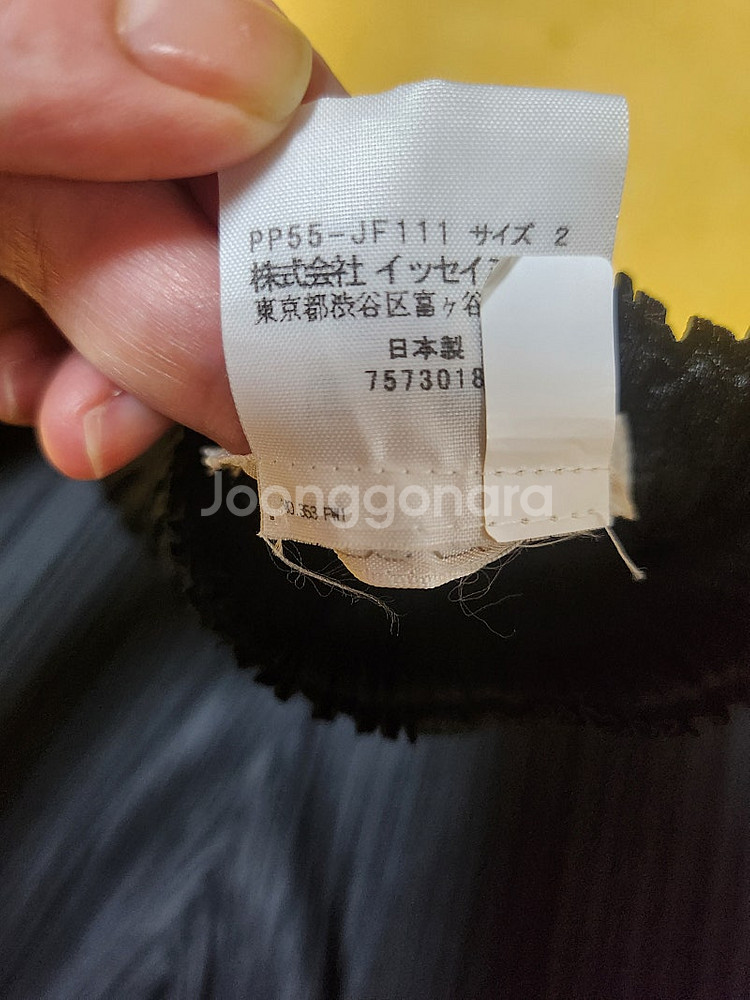 PP55-JF111 サイズ 2
株式会社 イッセイ
東京都渋谷区富ヶ谷
日本製
7573018
Joonggonara